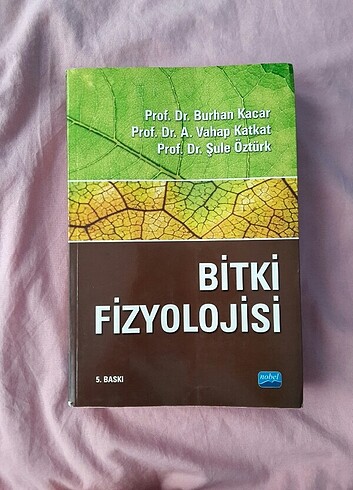 Prof. Dr. Burhan Kacar
Prof. Dr. A. Vahap Katkat
Prof. Dr. Şule Öztürk
BİTKİ
FİZYOLOJİSİ
5. BASKI
nobel